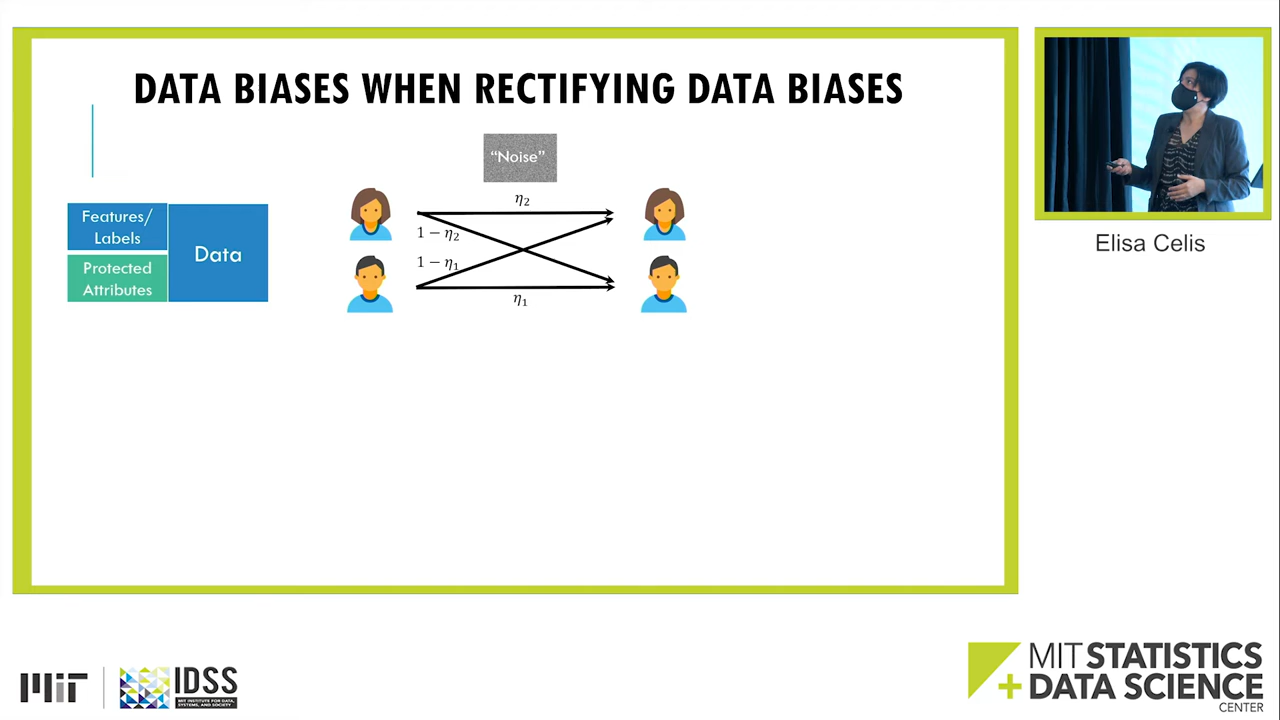 DATA BIASES WHEN RECTIFYING DATA BIASES
“Noise”
Features/
Labels
Protected
Attributes
Data
η₂
1 − η₂
1 − η₁
η₁
Elisa Celis
MIT
IDSS
MIT INSTITUTE FOR DATA,
SYSTEMS, AND SOCIETY
MIT STATISTICS
+ DATA SCIENCE
CENTER